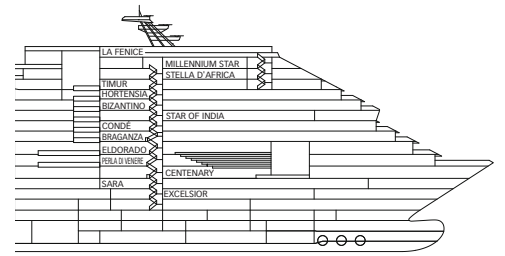 LA FENICE
MILLENNIUM STAR
STELLA D'AFRICA
TIMUR
HORTENSIA
BIZANTINO
STAR OF INDIA
CONDÉ
BRAGANZA
ELDORADO
PERLA DI VENERE
CENTENARY
SARA
EXCELSIOR